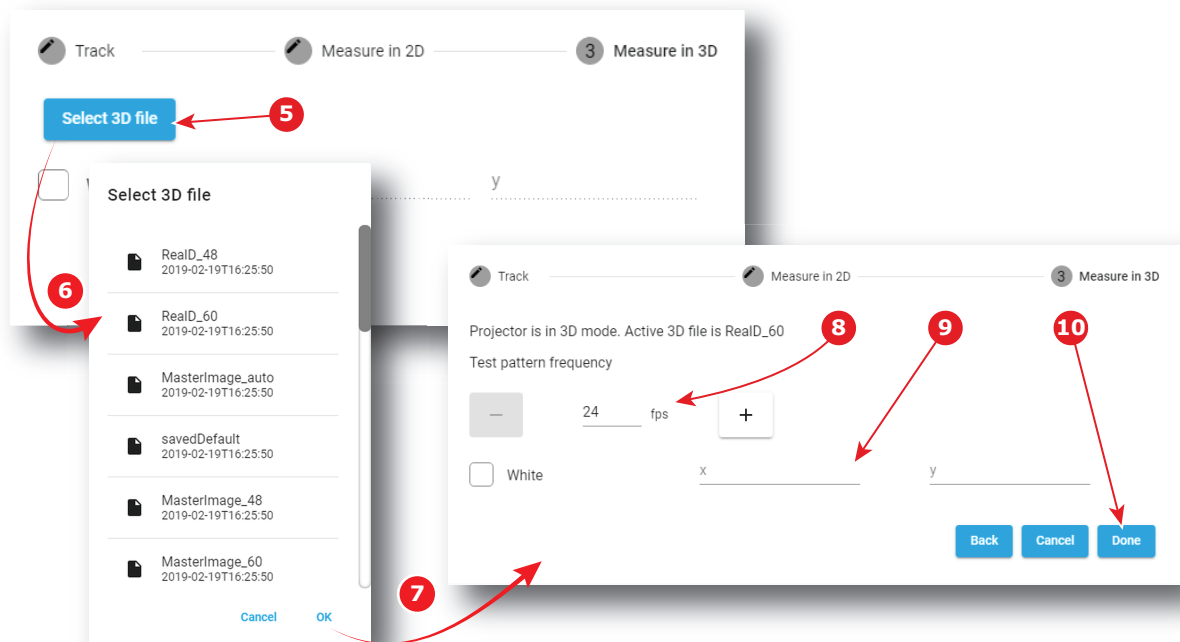 Track
Measure in 2D
3
Measure in 3D
Select 3D file
5
y
Select 3D file
RealD_48
2019-02-19T16:25:50
RealD_60
2019-02-19T16:25:50
MasterImage_auto
2019-02-19T16:25:50
savedDefault
2019-02-19T16:25:50
MasterImage_48
2019-02-19T16:25:50
MasterImage_60
2019-02-19T16:25:50
Cancel
OK
6
7
Track
Measure in 2D
3
Measure in 3D
Projector is in 3D mode. Active 3D file is RealD_60
8
9
10
Test pattern frequency
−
24
fps
+
White
x
y
Back
Cancel
Done